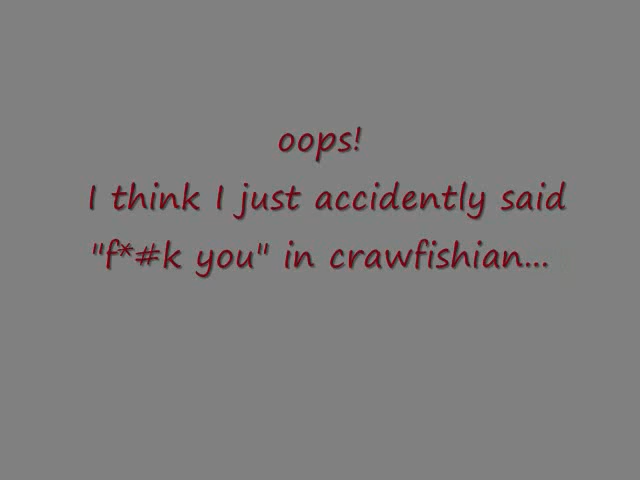 oops!
I think I just accidently said
"f*#k you" in crawfishian...